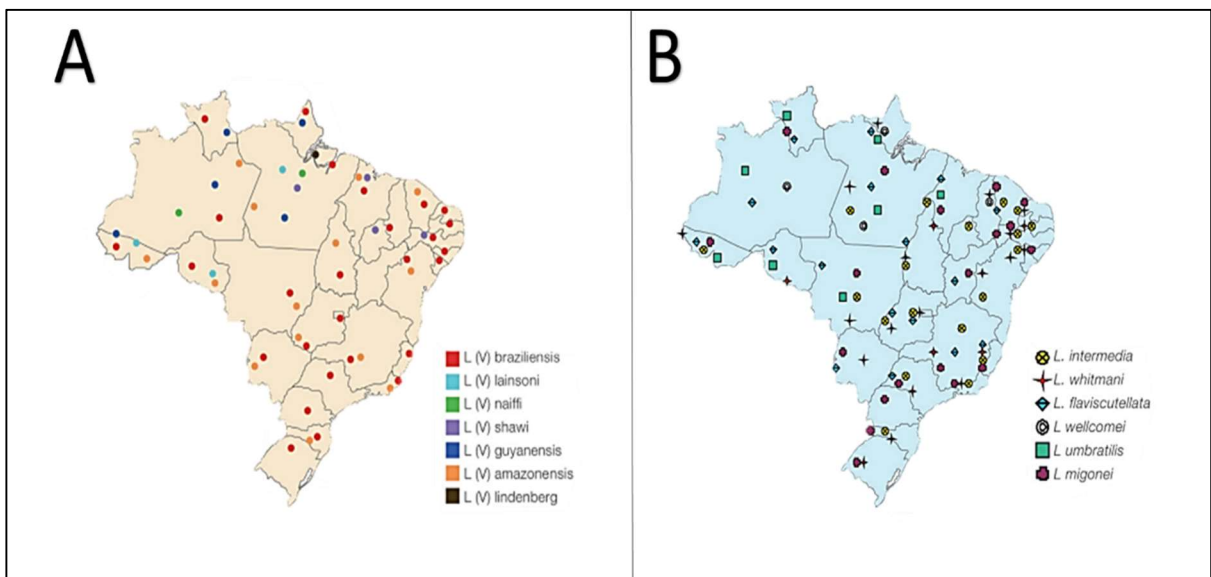 A
L (V) braziliensis
L (V) lainsoni
L (V) naiffi
L (V) shawi
L (V) guyanensis
L (V) amazonensis
L (V) lindenberg
B
L. intermedia
L. whitmani
L. flaviscutellata
L wellcomei
L umbratilis
L migonei